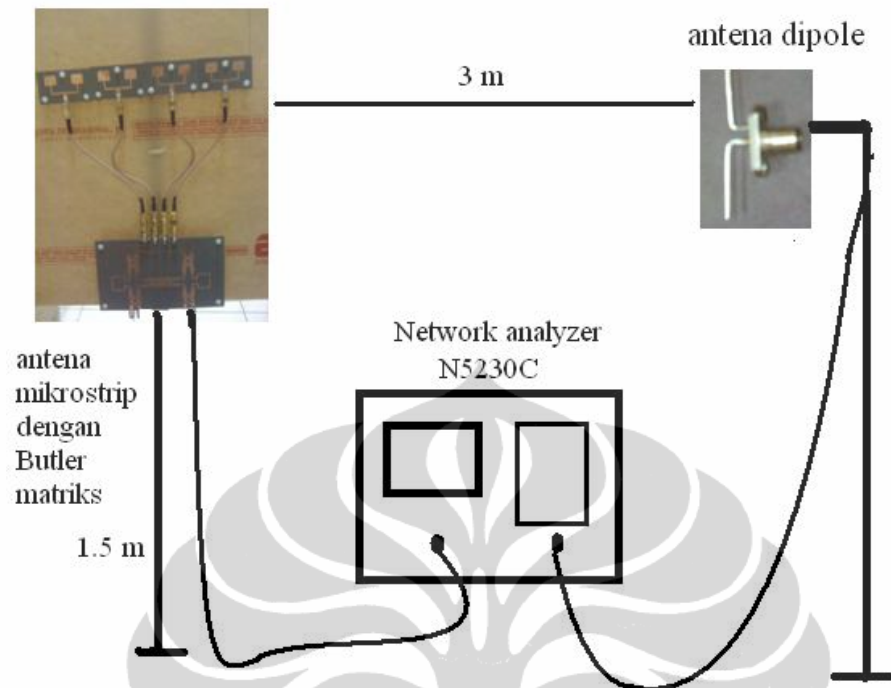 antena dipole
3 m
Network analyzer
N5230C
antena
mikrostrip
dengan
Butler
matriks
1.5 m